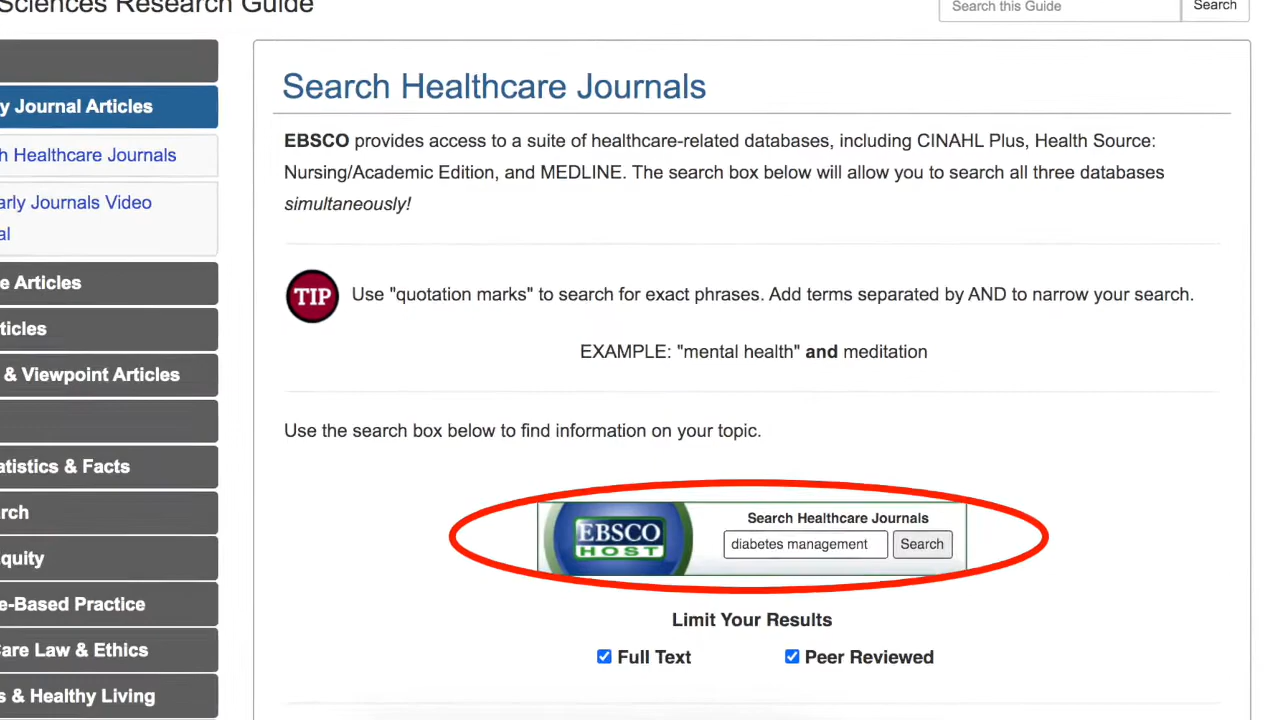 Sciences Research Guide
Search this Guide
Search
y Journal Articles
h Healthcare Journals
arly Journals Video
al
e Articles
ticles
& Viewpoint Articles
atistics & Facts
rch
quity
e-Based Practice
are Law & Ethics
s & Healthy Living
Search Healthcare Journals
EBSCO provides access to a suite of healthcare-related databases, including CINAHL Plus, Health Source:
Nursing/Academic Edition, and MEDLINE. The search box below will allow you to search all three databases
simultaneously!
TIP
Use "quotation marks" to search for exact phrases. Add terms separated by AND to narrow your search.
EXAMPLE: "mental health" and meditation
Use the search box below to find information on your topic.
EBSCO
HOST
Search Healthcare Journals
diabetes management
Search
Limit Your Results
Full Text
Peer Reviewed